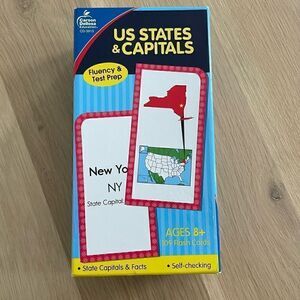 Carson
Dellosa
Education
US STATES
& CAPITALS
Fluency &
Test Prep
New Yo
NY
State Capital
AGES 8+
109 Flash Cards
• State Capitals & Facts
• Self-checking